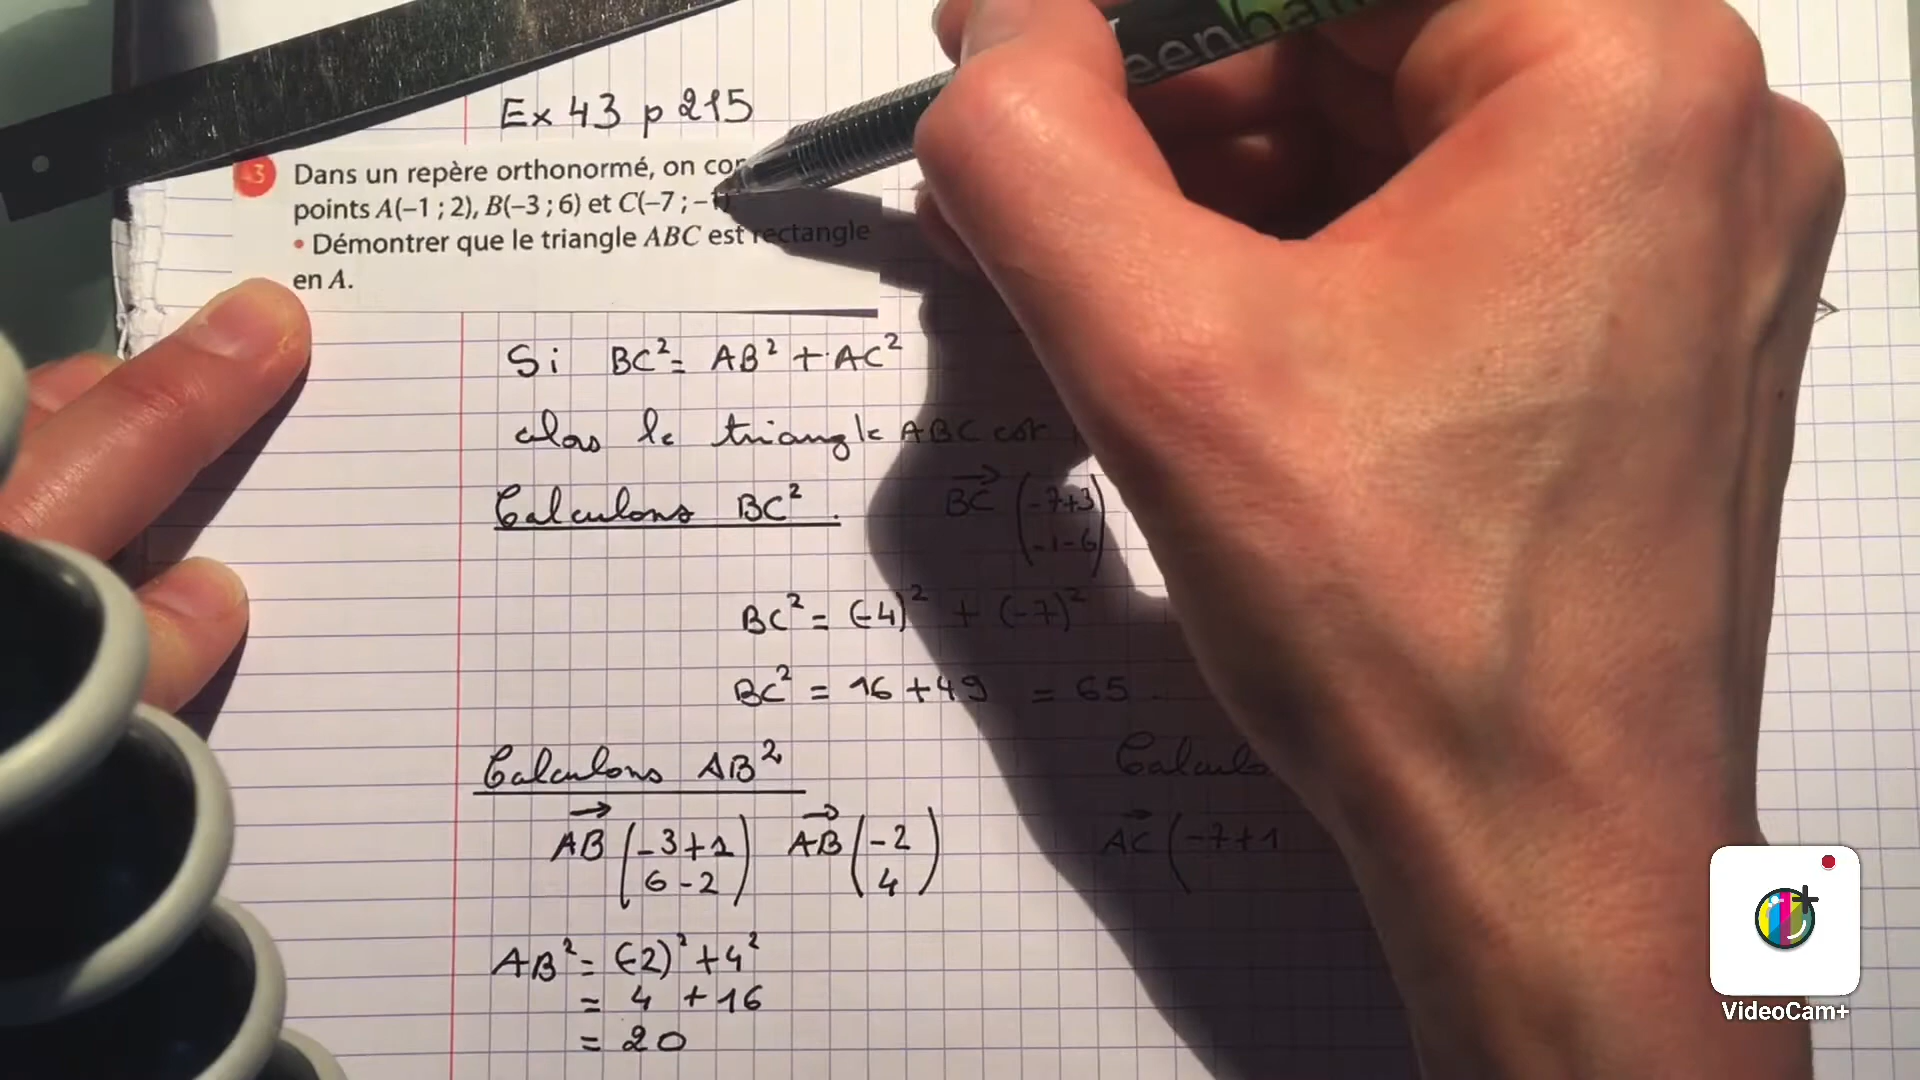 Ex 43 p 215
3 Dans un repère orthonormé, on
points A(–1 ; 2), B(–3 ; 6) et C(–7 ; –1)
• Démontrer que le triangle ABC est rectangle
en A.
Si BC² = AB² + AC²
alors le triangle ABC est
Calculons BC². BC→ (-7+3
-1-6)
BC² = (-4)² + (-7)²
BC² = 16 + 49 = 65
Calculons AB²
AB→ (-3+1
6-2) AB→ (-2
4)
AC→ (-7+1
AB² = (-2)² + 4²
= 4 + 16
= 20
eenba
VideoCam+